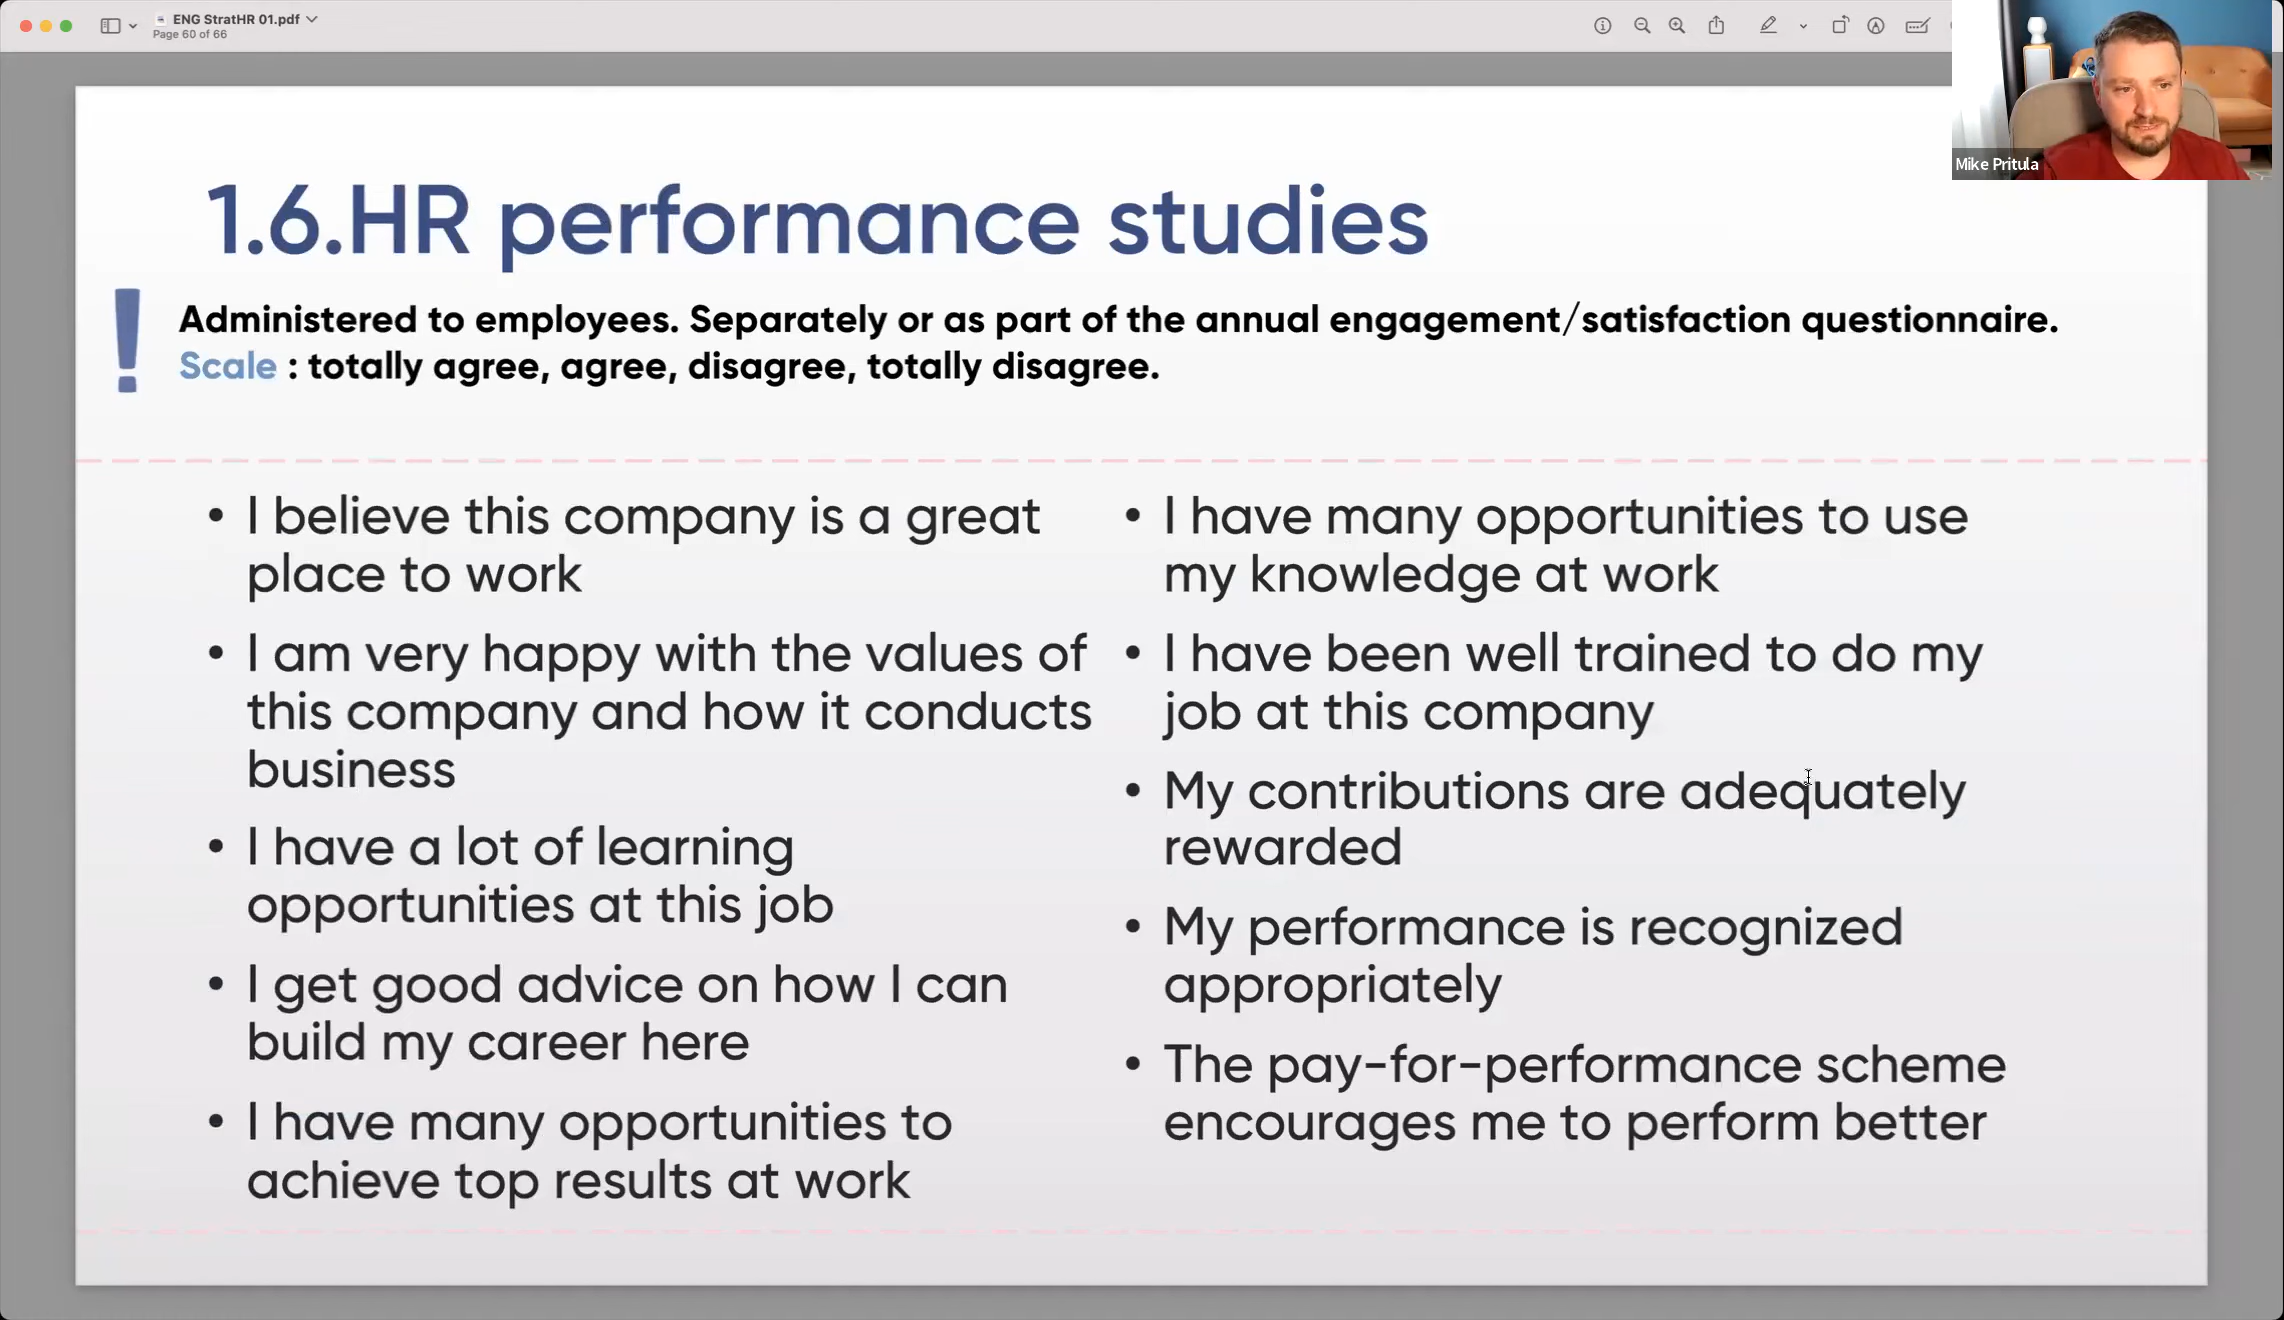 ENG StratHR 01.pdf
Page 60 of 66
Mike Pritula
1.6.HR performance studies
! Administered to employees. Separately or as part of the annual engagement/satisfaction questionnaire.
Scale : totally agree, agree, disagree, totally disagree.
• I believe this company is a great
place to work
• I am very happy with the values of
this company and how it conducts
business
• I have a lot of learning
opportunities at this job
• I get good advice on how I can
build my career here
• I have many opportunities to
achieve top results at work
• I have many opportunities to use
my knowledge at work
• I have been well trained to do my
job at this company
• My contributions are adequately
rewarded
• My performance is recognized
appropriately
• The pay-for-performance scheme
encourages me to perform better